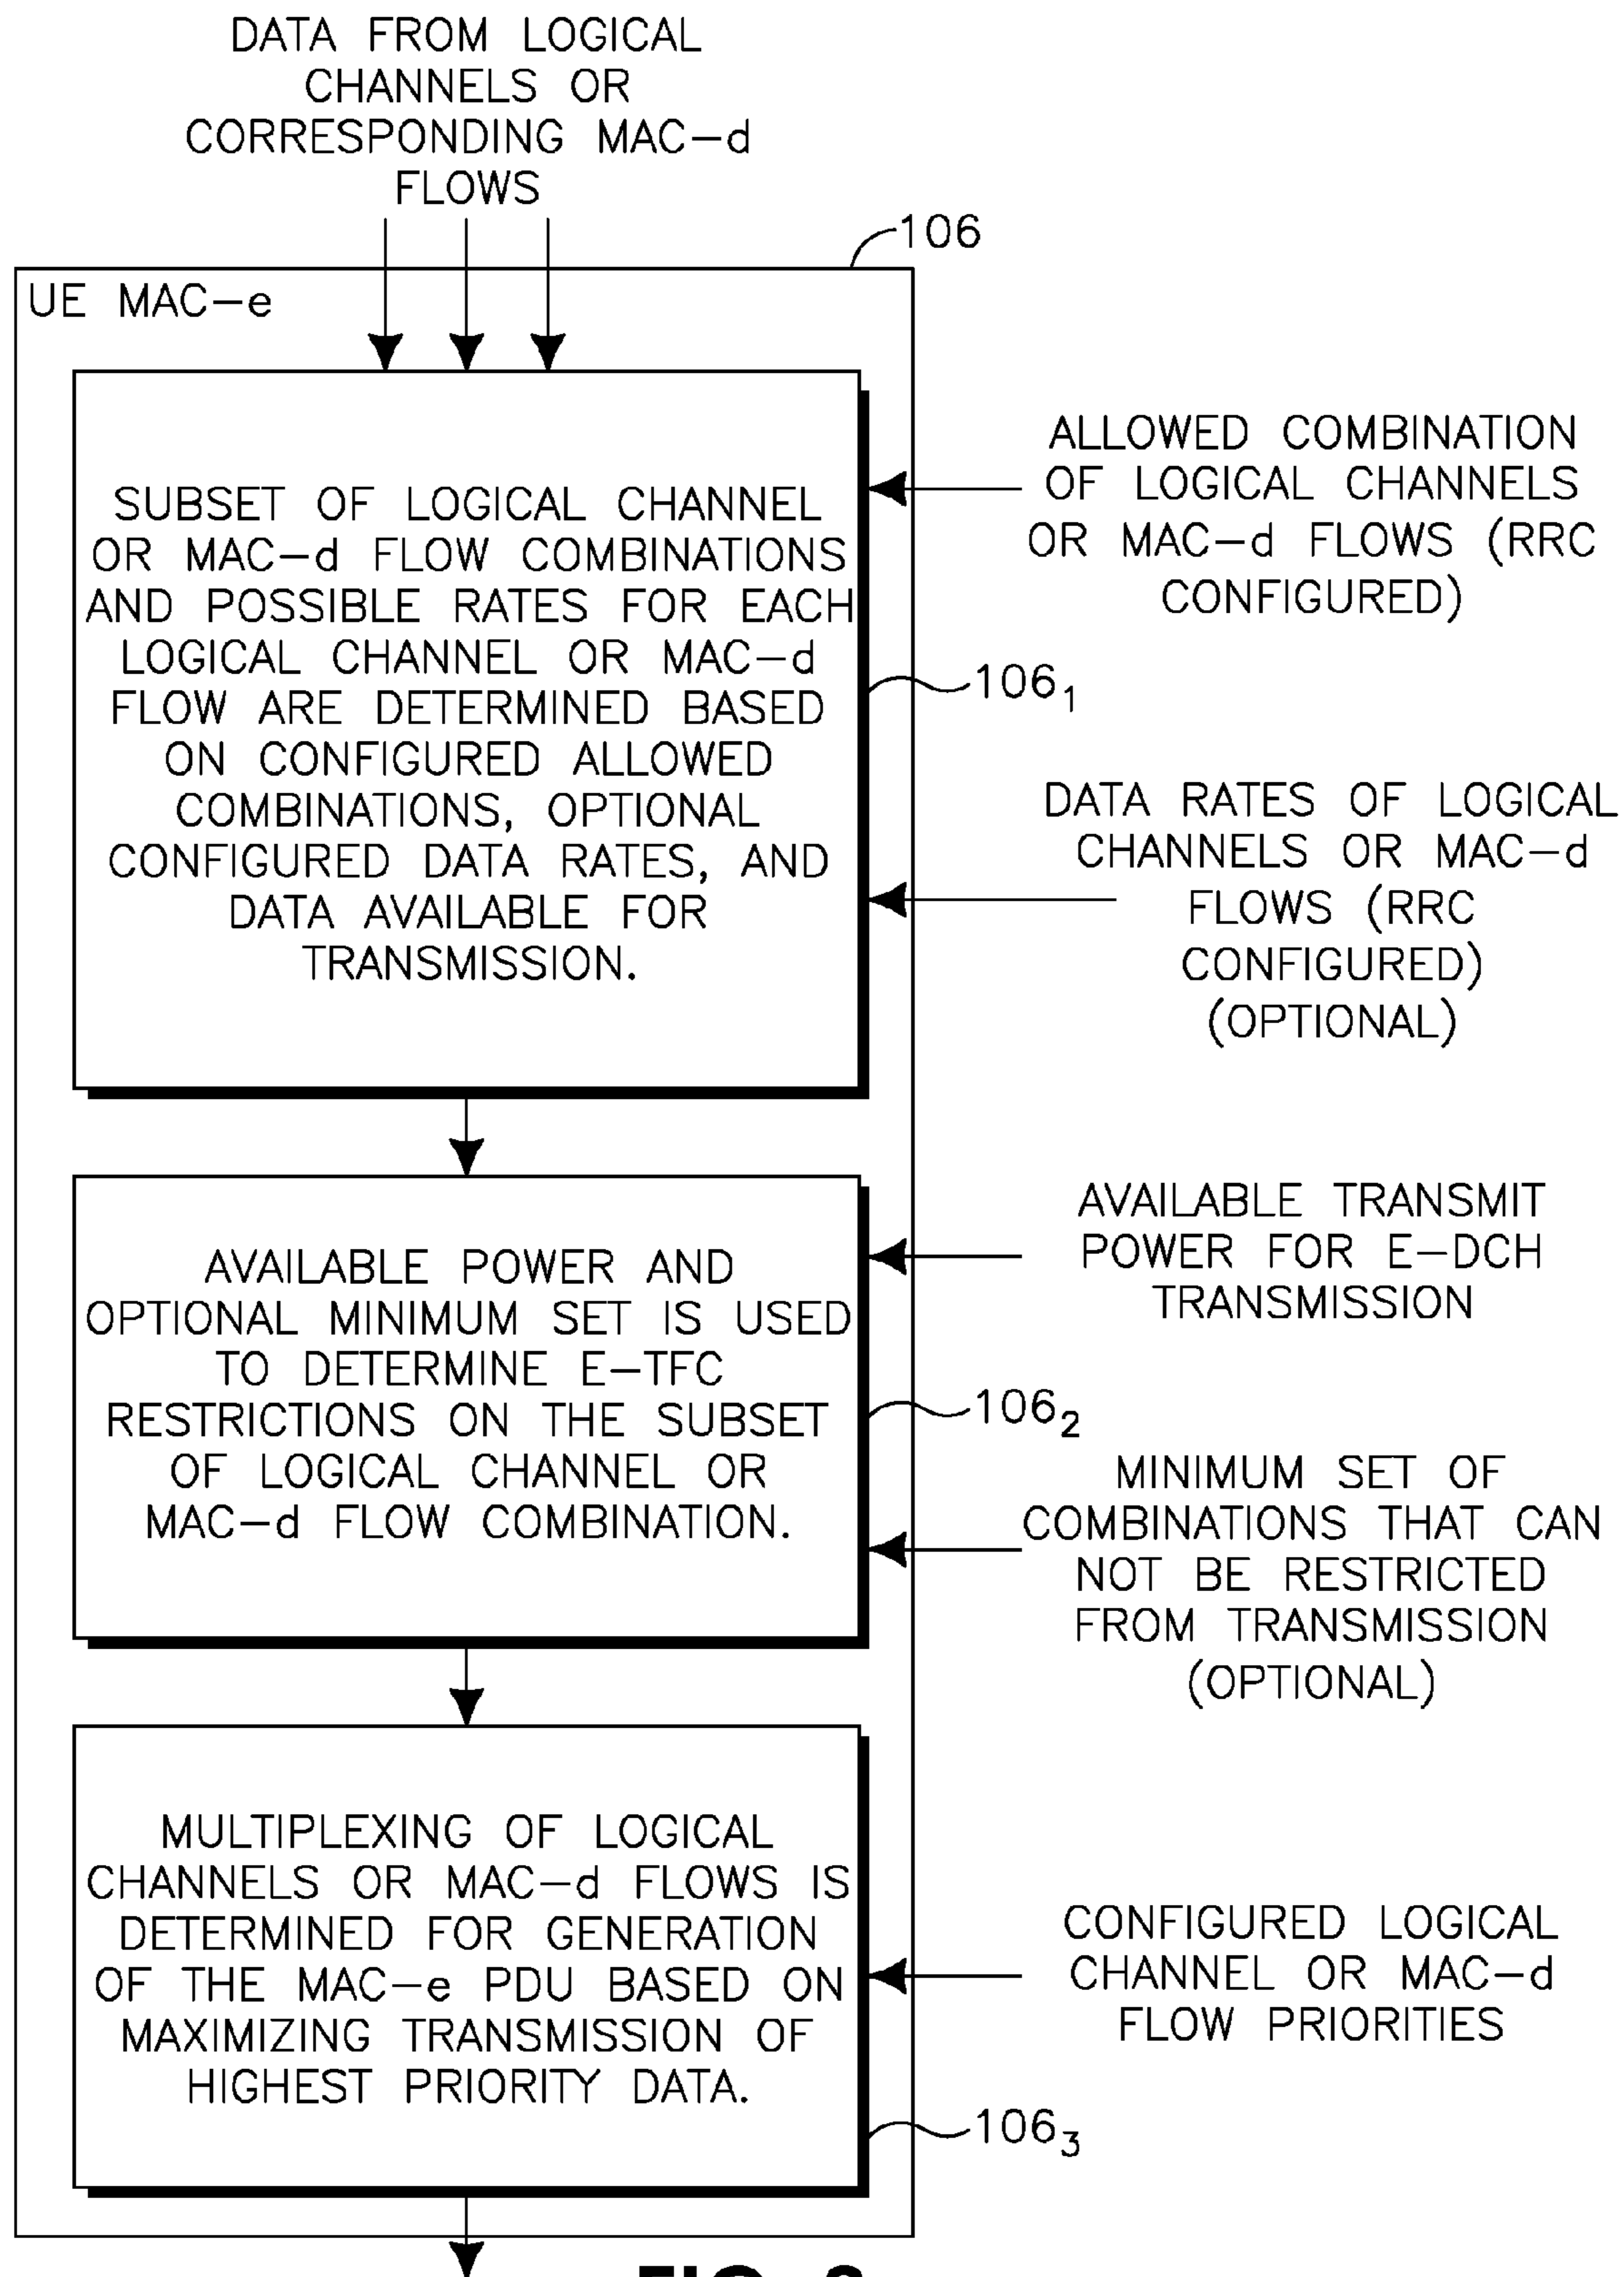 DATA FROM LOGICAL
CHANNELS OR
CORRESPONDING MAC-d
FLOWS
106
UE MAC-e
SUBSET OF LOGICAL CHANNEL
OR MAC-d FLOW COMBINATIONS
AND POSSIBLE RATES FOR EACH
LOGICAL CHANNEL OR MAC-d
FLOW ARE DETERMINED BASED
ON CONFIGURED ALLOWED
COMBINATIONS, OPTIONAL
CONFIGURED DATA RATES, AND
DATA AVAILABLE FOR
TRANSMISSION.
ALLOWED COMBINATION
OF LOGICAL CHANNELS
OR MAC-d FLOWS (RRC
CONFIGURED)
106₁
DATA RATES OF LOGICAL
CHANNELS OR MAC-d
FLOWS (RRC
CONFIGURED)
(OPTIONAL)
AVAILABLE POWER AND
OPTIONAL MINIMUM SET IS USED
TO DETERMINE E-TFC
RESTRICTIONS ON THE SUBSET
OF LOGICAL CHANNEL OR
MAC-d FLOW COMBINATION.
AVAILABLE TRANSMIT
POWER FOR E-DCH
TRANSMISSION
106₂
MINIMUM SET OF
COMBINATIONS THAT CAN
NOT BE RESTRICTED
FROM TRANSMISSION
(OPTIONAL)
MULTIPLEXING OF LOGICAL
CHANNELS OR MAC-d FLOWS IS
DETERMINED FOR GENERATION
OF THE MAC-e PDU BASED ON
MAXIMIZING TRANSMISSION OF
HIGHEST PRIORITY DATA.
CONFIGURED LOGICAL
CHANNEL OR MAC-d
FLOW PRIORITIES
106₃